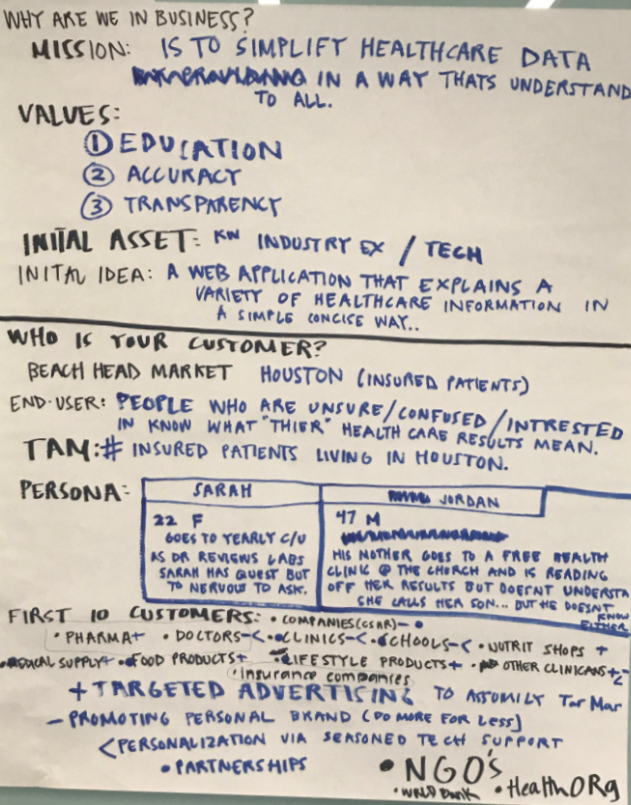 WHY ARE WE IN BUSINESS?
MISSION: IS TO SIMPLIFY HEALTHCARE DATA
IN A WAY THATS UNDERSTAND
TO ALL.
VALUES:
① EDUCATION
② ACCURACY
③ TRANSPARENCY
INITAL ASSET: KN INDUSTRY EX / TECH
INITAL IDEA: A WEB APPLICATION THAT EXPLAINS A
VARIETY OF HEALTHCARE INFORMATION IN
A SIMPLE CONCISE WAY..
WHO IS YOUR CUSTOMER?
BEACH HEAD MARKET HOUSTON (INSURED PATIENTS)
END-USER: PEOPLE WHO ARE UNSURE/CONFUSED/INTRESTED
IN KNOW WHAT "THIER" HEALTH CARE RESULTS MEAN.
TAM: # INSURED PATIENTS LIVING IN HOUSTON.
PERSONA:
SARAH
22 F
GOES TO YEARLY C/U
AS DR REVIEWS LABS
SARAH HAS QUEST BUT
TO NERVOUS TO ASK.
JORDAN
47 M
HIS MOTHER GOES TO A FREE HEALTH
CLINIC @ THE CHURCH AND IS READING
OFF HER RESULTS BUT DOESNT UNDERSTA
SHE CALLS HER SON... BUT HE DOESNT
KNOW
EITHER
FIRST 10 CUSTOMERS: • COMPANIES (CSAR) - •
• PHARMA+ • DOCTORS-< • CLINICS-< • SCHOOLS-< • NUTRIT SHOPS +
• MEDICAL SUPPLY+ • FOOD PRODUCTS+ • LIFESTYLE PRODUCTS+ • OTHER CLINICANS+<
• Insurance companies
+ TARGETED ADVERTISING TO Tar Mar
- PROMOTING PERSONAL BRAND (DO MORE FOR LESS)
< PERSONALIZATION VIA SEASONED TECH SUPPORT
• PARTNERSHIPS
• NGO'S
• WRLD Bank • HealthORg